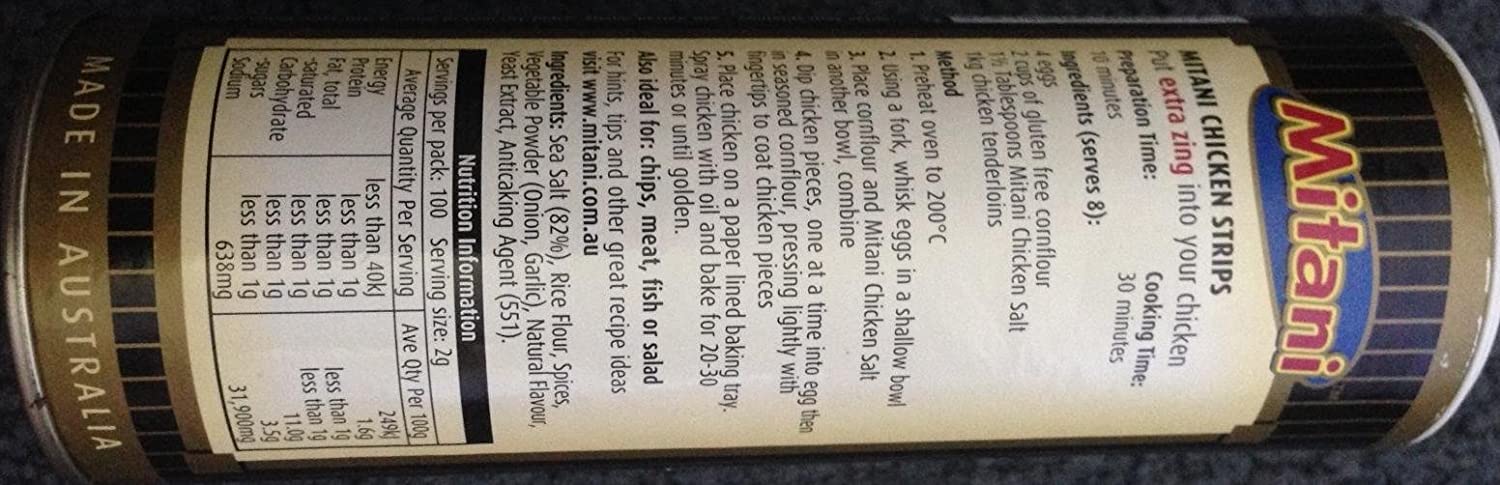 Mitani
MITANI CHICKEN STRIPS
Put extra zing into your chicken
Preparation Time: Cooking Time:
10 minutes 30 minutes
Ingredients (serves 8):
4 eggs
2 cups of gluten free cornflour
1½ Tablespoons Mitani Chicken Salt
1kg chicken tenderloins
Method
1. Preheat oven to 200°C
2. Using a fork, whisk eggs in a shallow bowl
3. Place cornflour and Mitani Chicken Salt
in another bowl, combine
4. Dip chicken pieces, one at a time into egg then
in seasoned cornflour, pressing lightly with
fingertips to coat chicken pieces
5. Place chicken on a paper lined baking tray.
Spray chicken with oil and bake for 20-30
minutes or until golden.
Also ideal for: chips, meat, fish or salad
For hints, tips and other great recipe ideas
visit www.mitani.com.au
Ingredients: Sea Salt (82%), Rice Flour, Spices,
Vegetable Powder (Onion, Garlic), Natural Flavour,
Yeast Extract, Anticaking Agent (551).
Nutrition Information
Servings per pack: 100 Serving size: 2g
Average Quantity Per Serving Ave Qty Per 100g
Energy less than 40kJ 249kJ
Protein less than 1g 1.6g
Fat, total less than 1g less than 1g
-saturated less than 1g less than 1g
Carbohydrate less than 1g 11.0g
-sugars less than 1g 3.5g
Sodium 638mg 31,900mg
MADE IN AUSTRALIA